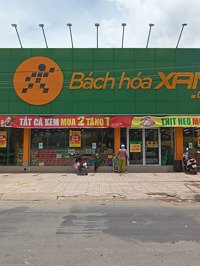 Bách hóa XAN
TẤT CẢ KEM MUA 2 TẶNG 1
THỊT HEO